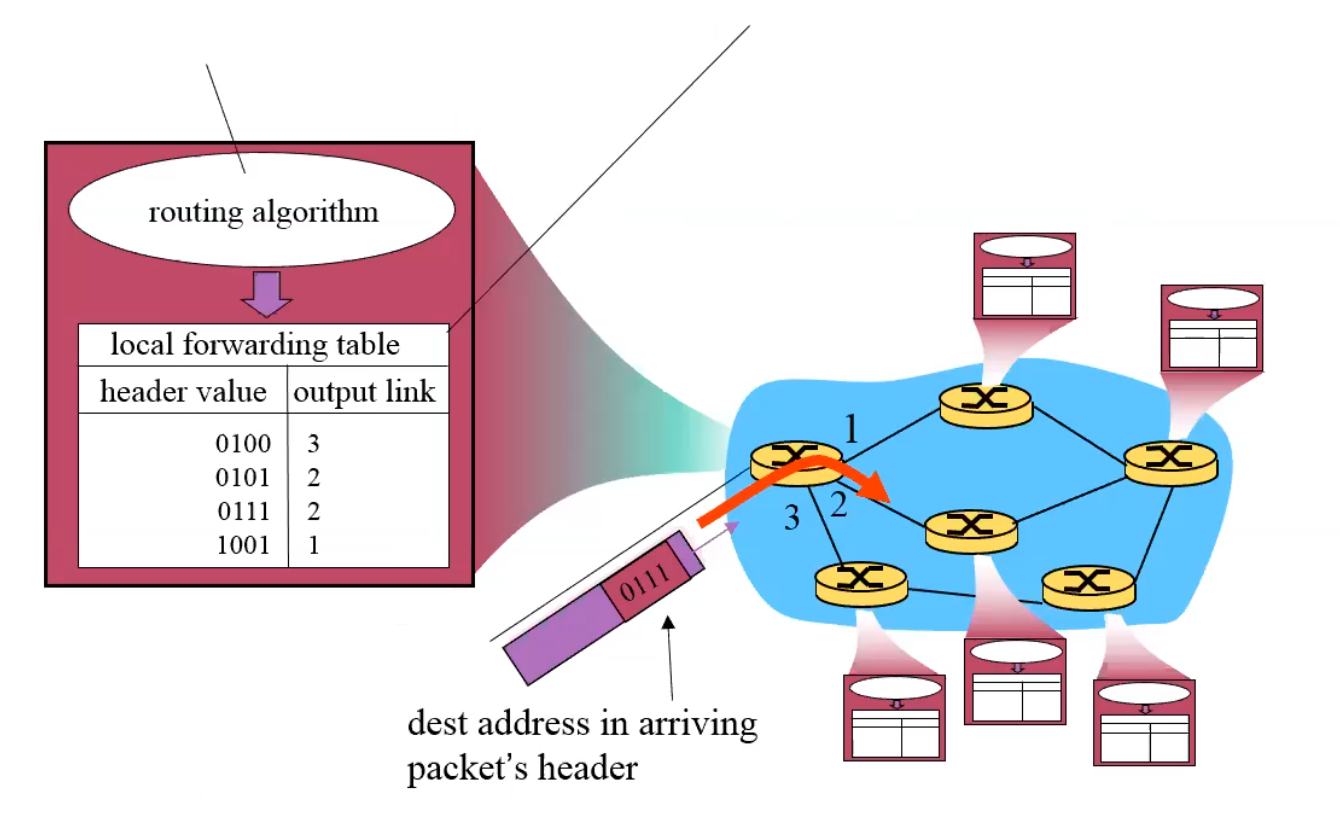 routing algorithm
local forwarding table
header value output link
0100 3
0101 2
0111 2
1001 1
1
3 2
0111
dest address in arriving
packet’s header